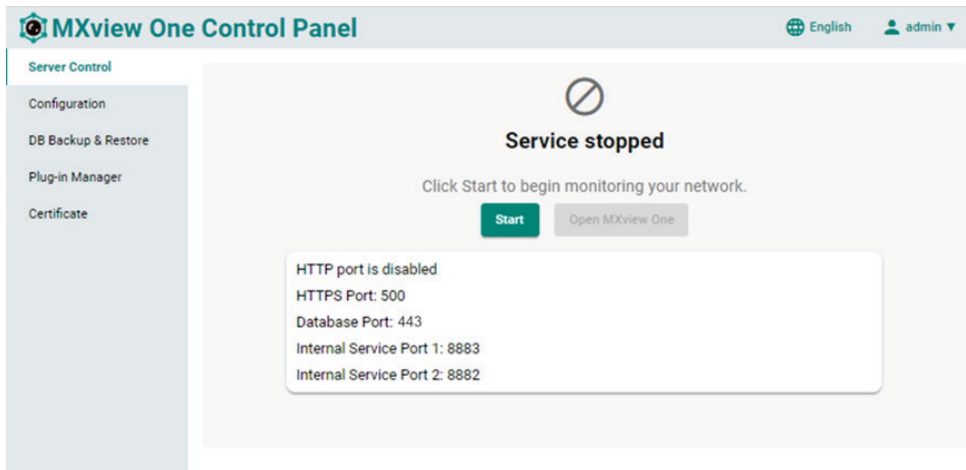 MXview One Control Panel
English
admin
Server Control
Configuration
DB Backup & Restore
Plug-in Manager
Certificate
Service stopped
Click Start to begin monitoring your network.
Start
Open MXview One
HTTP port is disabled
HTTPS Port: 500
Database Port: 443
Internal Service Port 1: 8883
Internal Service Port 2: 8882